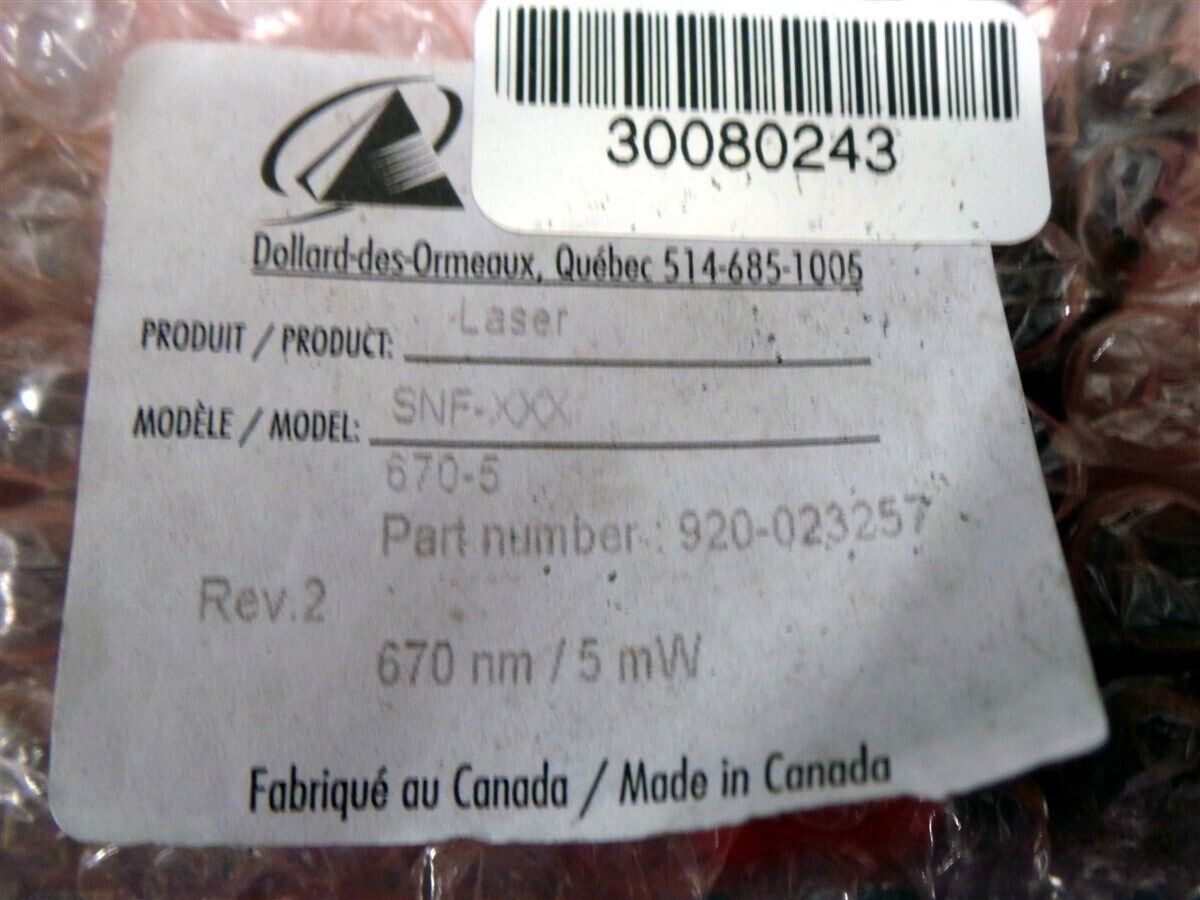 30080243
Dollard-des-Ormeaux, Québec 514-685-1005
PRODUIT / PRODUCT: Laser
MODÈLE / MODEL: SNF-XXX
670-5
Part number : 920-023257
Rev.2
670 nm / 5 mW
Fabriqué au Canada / Made in Canada